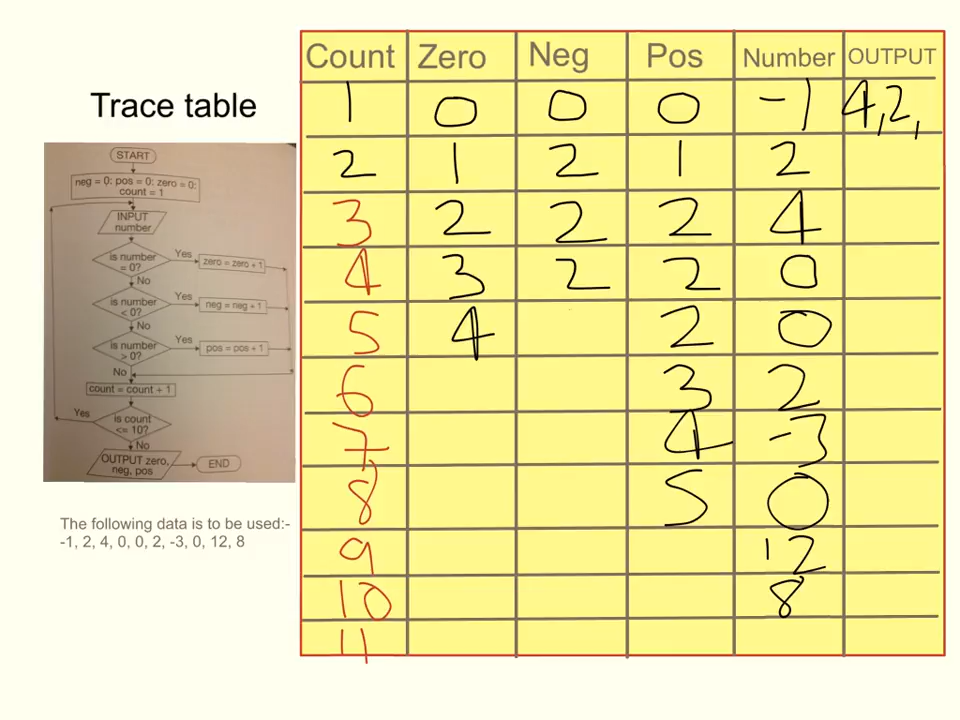 Trace table
START
neg = 0: pos = 0: zero = 0:
count = 1
INPUT
number
is number
= 0?
Yes
zero = zero + 1
No
is number
< 0?
Yes
neg = neg + 1
No
is number
> 0?
Yes
pos = pos + 1
No
count = count + 1
Yes
is count
<= 10?
No
OUTPUT zero,
neg, pos
END
The following data is to be used:-
-1, 2, 4, 0, 0, 2, -3, 0, 12, 8
Count Zero Neg Pos Number OUTPUT
1 0 0 0 -1 4,2,
2 1 2 1 2
3 2 2 2 4
4 3 2 2 0
5 4 2 0
6 3 2
7 4 -3
8 5 0
9 12
10 8
11